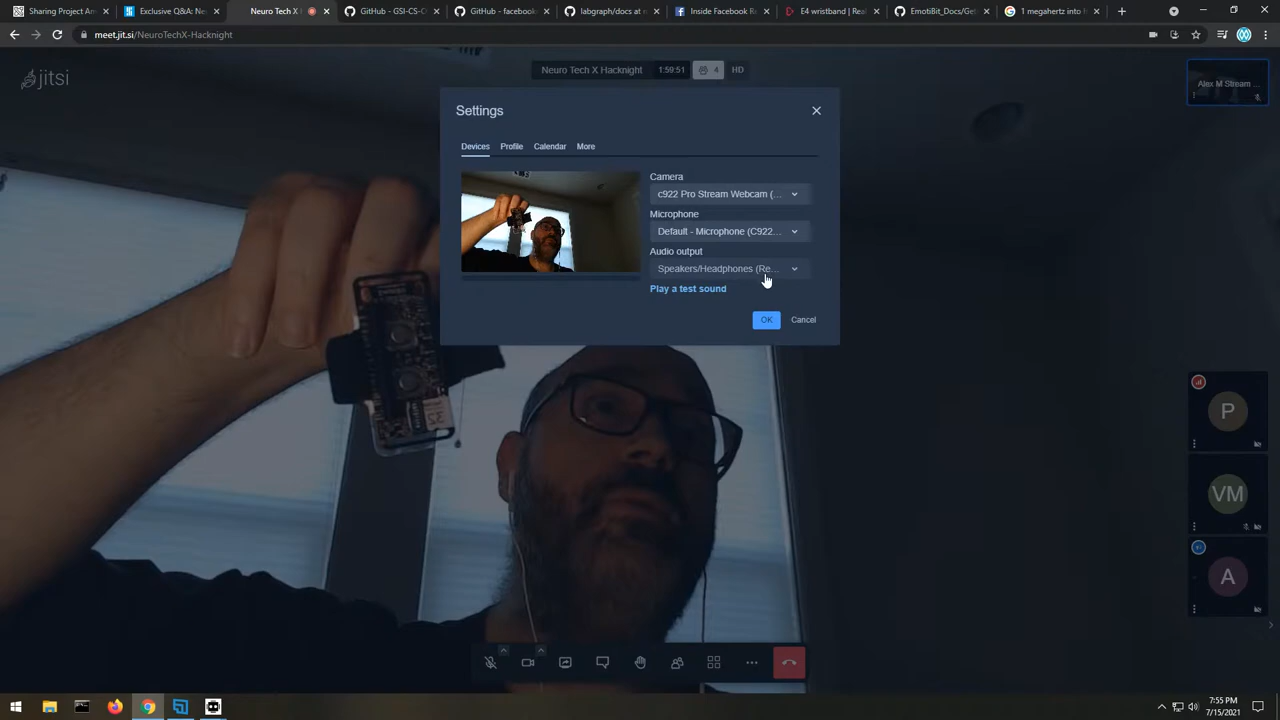 Sharing Project An
Exclusive Q&A: Ne
Neuro Tech X
GitHub - GSI-CS-C
GitHub - facebook
labgraph/docs at m
Inside Facebook R
E4 wristband | Rea
EmotiBit_Docs/Get
1 megahertz into h
meet.jit.si/NeuroTechX-Hacknight
jitsi
Neuro Tech X Hacknight 1:59:51 4 HD
Alex M Stream ...
Settings
Devices Profile Calendar More
Camera
c922 Pro Stream Webcam (...
Microphone
Default - Microphone (C922...
Audio output
Speakers/Headphones (Re...
Play a test sound
OK Cancel
P
VM
A
7:55 PM
7/15/2021